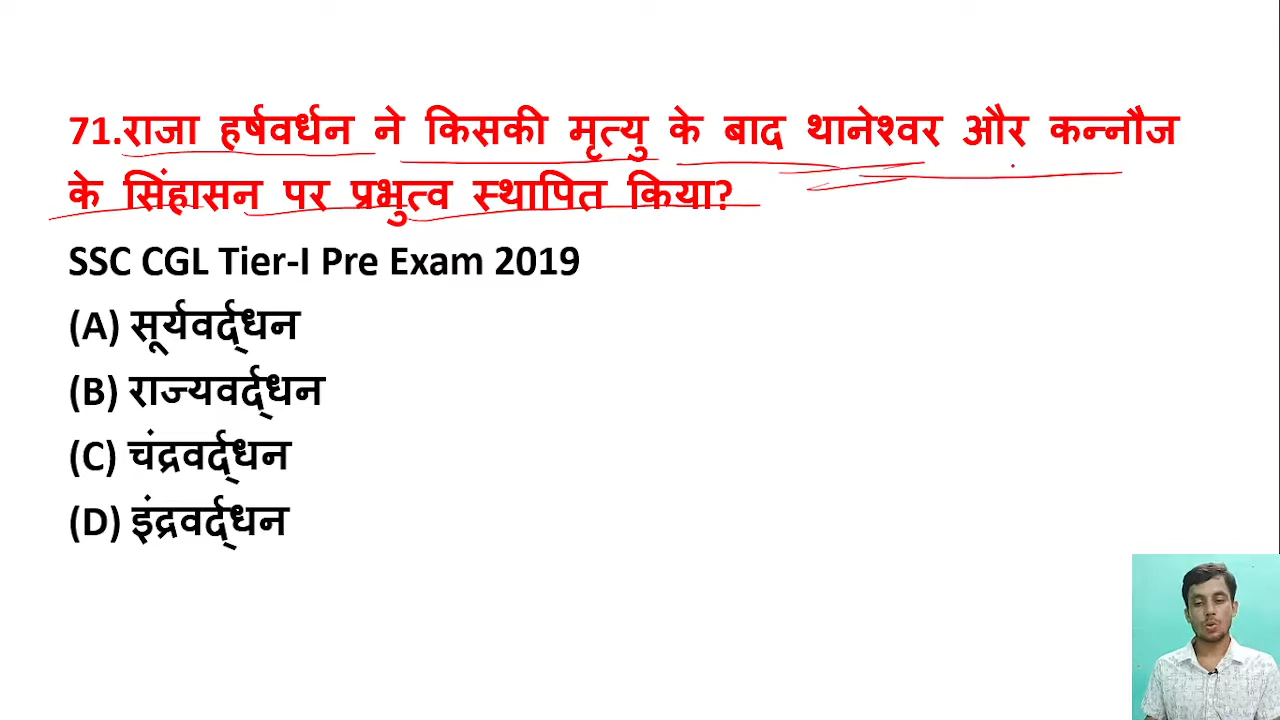 71.राजा हर्षवर्धन ने किसकी मृत्यु के बाद थानेश्वर और कन्नौज
के सिंहासन पर प्रभुत्व स्थापित किया?
SSC CGL Tier-I Pre Exam 2019
(A) सूर्यवर्द्धन
(B) राज्यवर्द्धन
(C) चंद्रवर्द्धन
(D) इंद्रवर्द्धन